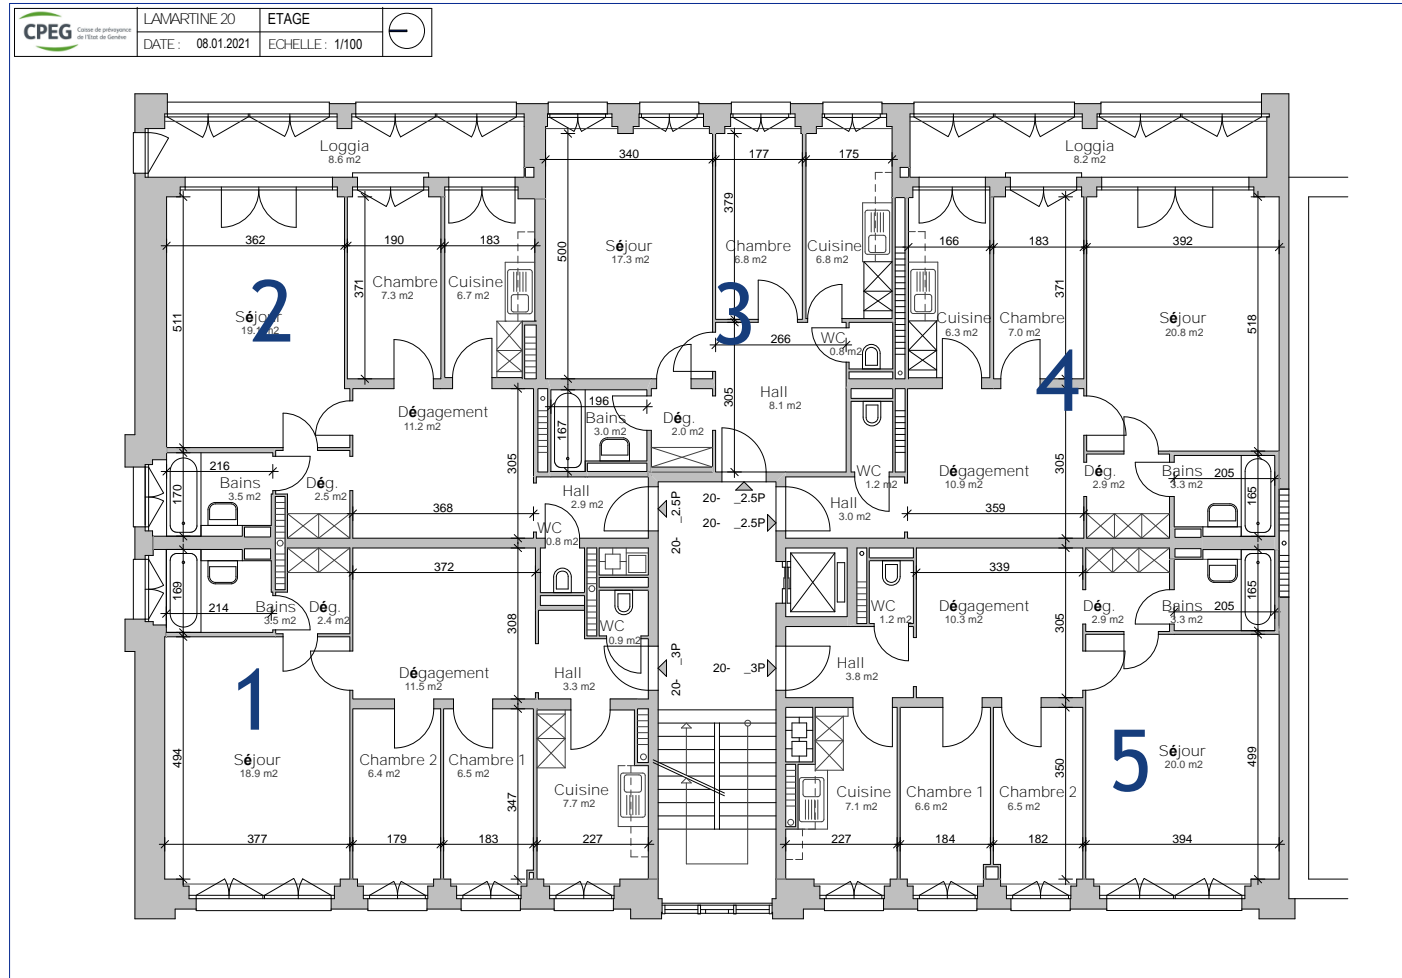 CPEG Caisse de prévoyance
de l'Etat de Genève
LAMARTINE 20
ETAGE
DATE : 08.01.2021
ECHELLE : 1/100
Loggia
8.6 m2
340
177
175
Loggia
8.2 m2
362
190
183
511
371
500
379
Séjour
17.3 m2
Chambre
6.8 m2
Cuisine
6.8 m2
166
183
392
371
518
2
Séjour
Chambre
7.3 m2
Cuisine
6.7 m2
3
266
WC
0.8 m2
Cuisine
6.3 m2
Chambre
7.0 m2
Séjour
20.8 m2
4
Dégagement
11.2 m2
305
368
196
167
Bains
3.0 m2
Dég.
2.0 m2
305
Hall
8.1 m2
216
170
Bains
3.5 m2
Dég.
2.5 m2
Hall
2.9 m2
WC
0.8 m2
WC
1.2 m2
Hall
3.0 m2
Dégagement
10.9 m2
305
359
Dég.
2.9 m2
Bains
3.3 m2
205
165
20- _2.5P
20- _2.5P
20- _2.5P
169
214
Bains
3.5 m2
Dég.
2.4 m2
372
308
Dégagement
11.5 m2
WC
0.9 m2
Hall
3.3 m2
20- _3P
20- _3P
WC
1.2 m2
Hall
3.8 m2
339
Dégagement
10.3 m2
305
Dég.
2.9 m2
Bains
3.3 m2
205
165
1
494
Séjour
18.9 m2
377
Chambre 2
6.4 m2
179
Chambre 1
6.5 m2
183
347
Cuisine
7.7 m2
227
Cuisine
7.1 m2
227
Chambre 1
6.6 m2
184
Chambre 2
6.5 m2
182
350
5
Séjour
20.0 m2
394
499